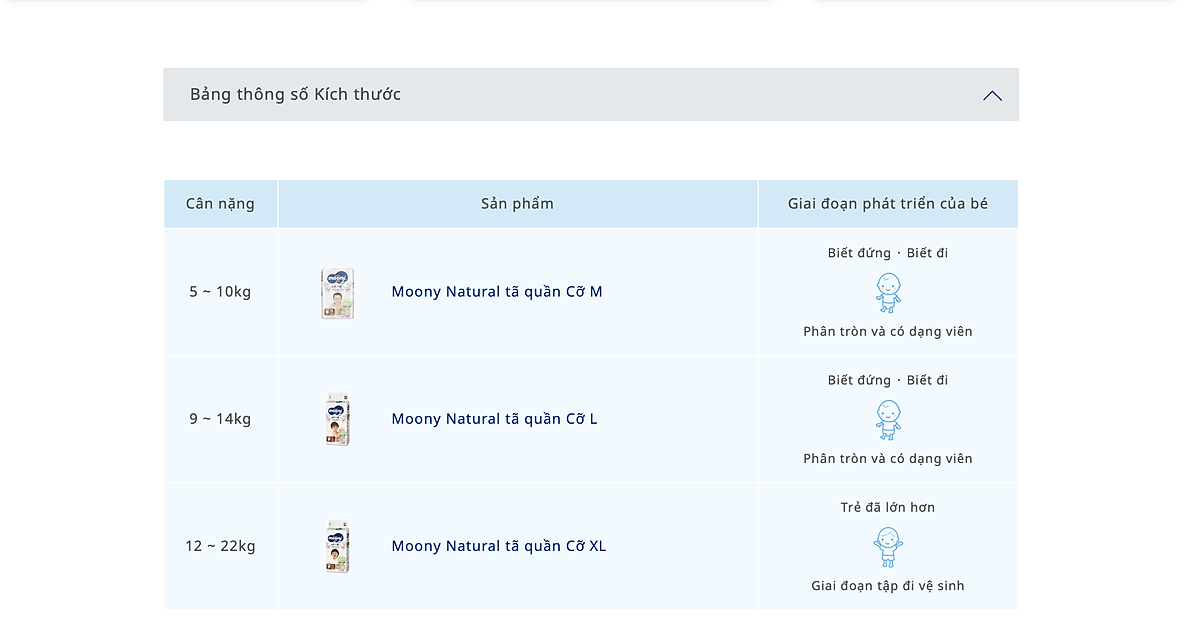 Bảng thông số Kích thước
Cân nặng Sản phẩm Giai đoạn phát triển của bé
Biết đứng · Biết đi
5 ~ 10kg moony Moony Natural tã quần Cỡ M
Phân tròn và có dạng viên
Biết đứng · Biết đi
9 ~ 14kg moony Moony Natural tã quần Cỡ L
Phân tròn và có dạng viên
Trẻ đã lớn hơn
12 ~ 22kg moony Moony Natural tã quần Cỡ XL
Giai đoạn tập đi vệ sinh